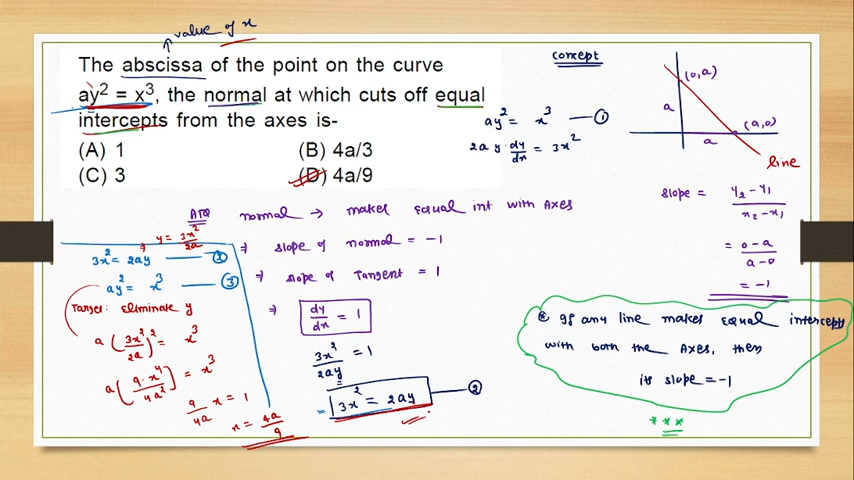 value of x
The abscissa of the point on the curve
ay² = x³, the normal at which cuts off equal
intercepts from the axes is-
(A) 1
(B) 4a/3
(C) 3
(D) 4a/9
concept
ay² = x³ —— ①
2ay · dy/dx = 3x²
(0,a)
a
(a,0)
a
line
slope = y₂-y₁ / x₂-x₁
= 0-a / a-0
= -1
* If any line makes Equal intercepts
with both the Axes, then
its slope = -1
***
ATQ
normal → makes Equal int with Axes
⇒ slope of normal = -1
⇒ slope of Tangent = 1
⇒ dy/dx = 1
3x²/2ay = 1
= 3x² = 2ay —— ②
⇒ y = 3x²/2a
3x² = 2ay —— ②
ay² = x³ —— ③
Target: Eliminate y
a (3x²/2a)² = x³
a (9·x⁴/4a²) = x³
9/4a x = 1
x = 4a/9